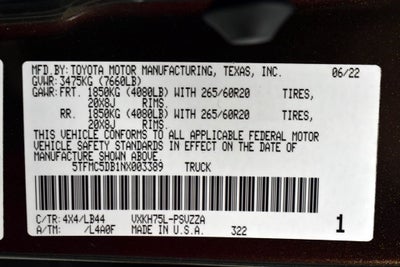 MFD.BY: TOYOTA MOTOR MANUFACTURING, TEXAS, INC. 06/22
GVWR: 3475KG (7660LB)
GAWR: FRT. 1850KG (4080LB) WITH 265/60R20 TIRES,
20X8J RIMS.
RR. 1850KG (4080LB) WITH 265/60R20 TIRES,
20X8J RIMS.
THIS VEHICLE CONFORMS TO ALL APPLICABLE FEDERAL MOTOR
VEHICLE SAFETY STANDARDS IN EFFECT ON THE DATE OF
MANUFACTURE SHOWN ABOVE.
5TFMC5DB1NX003389 TRUCK
C/TR: 4X4/LB44 VXKH75L-PSVZZA 1
A/TM: /L4A0F MADE IN U.S.A. 322